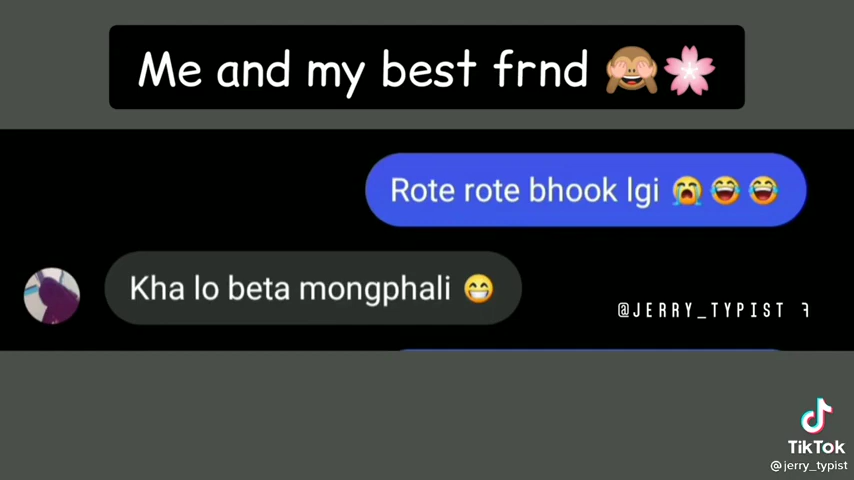 Me and my best frnd 🙈🌸
Rote rote bhook lgi 😭😂😂
Kha lo beta mongphali 😁
@JERRY_TYPIST
TikTok
@jerry_typist